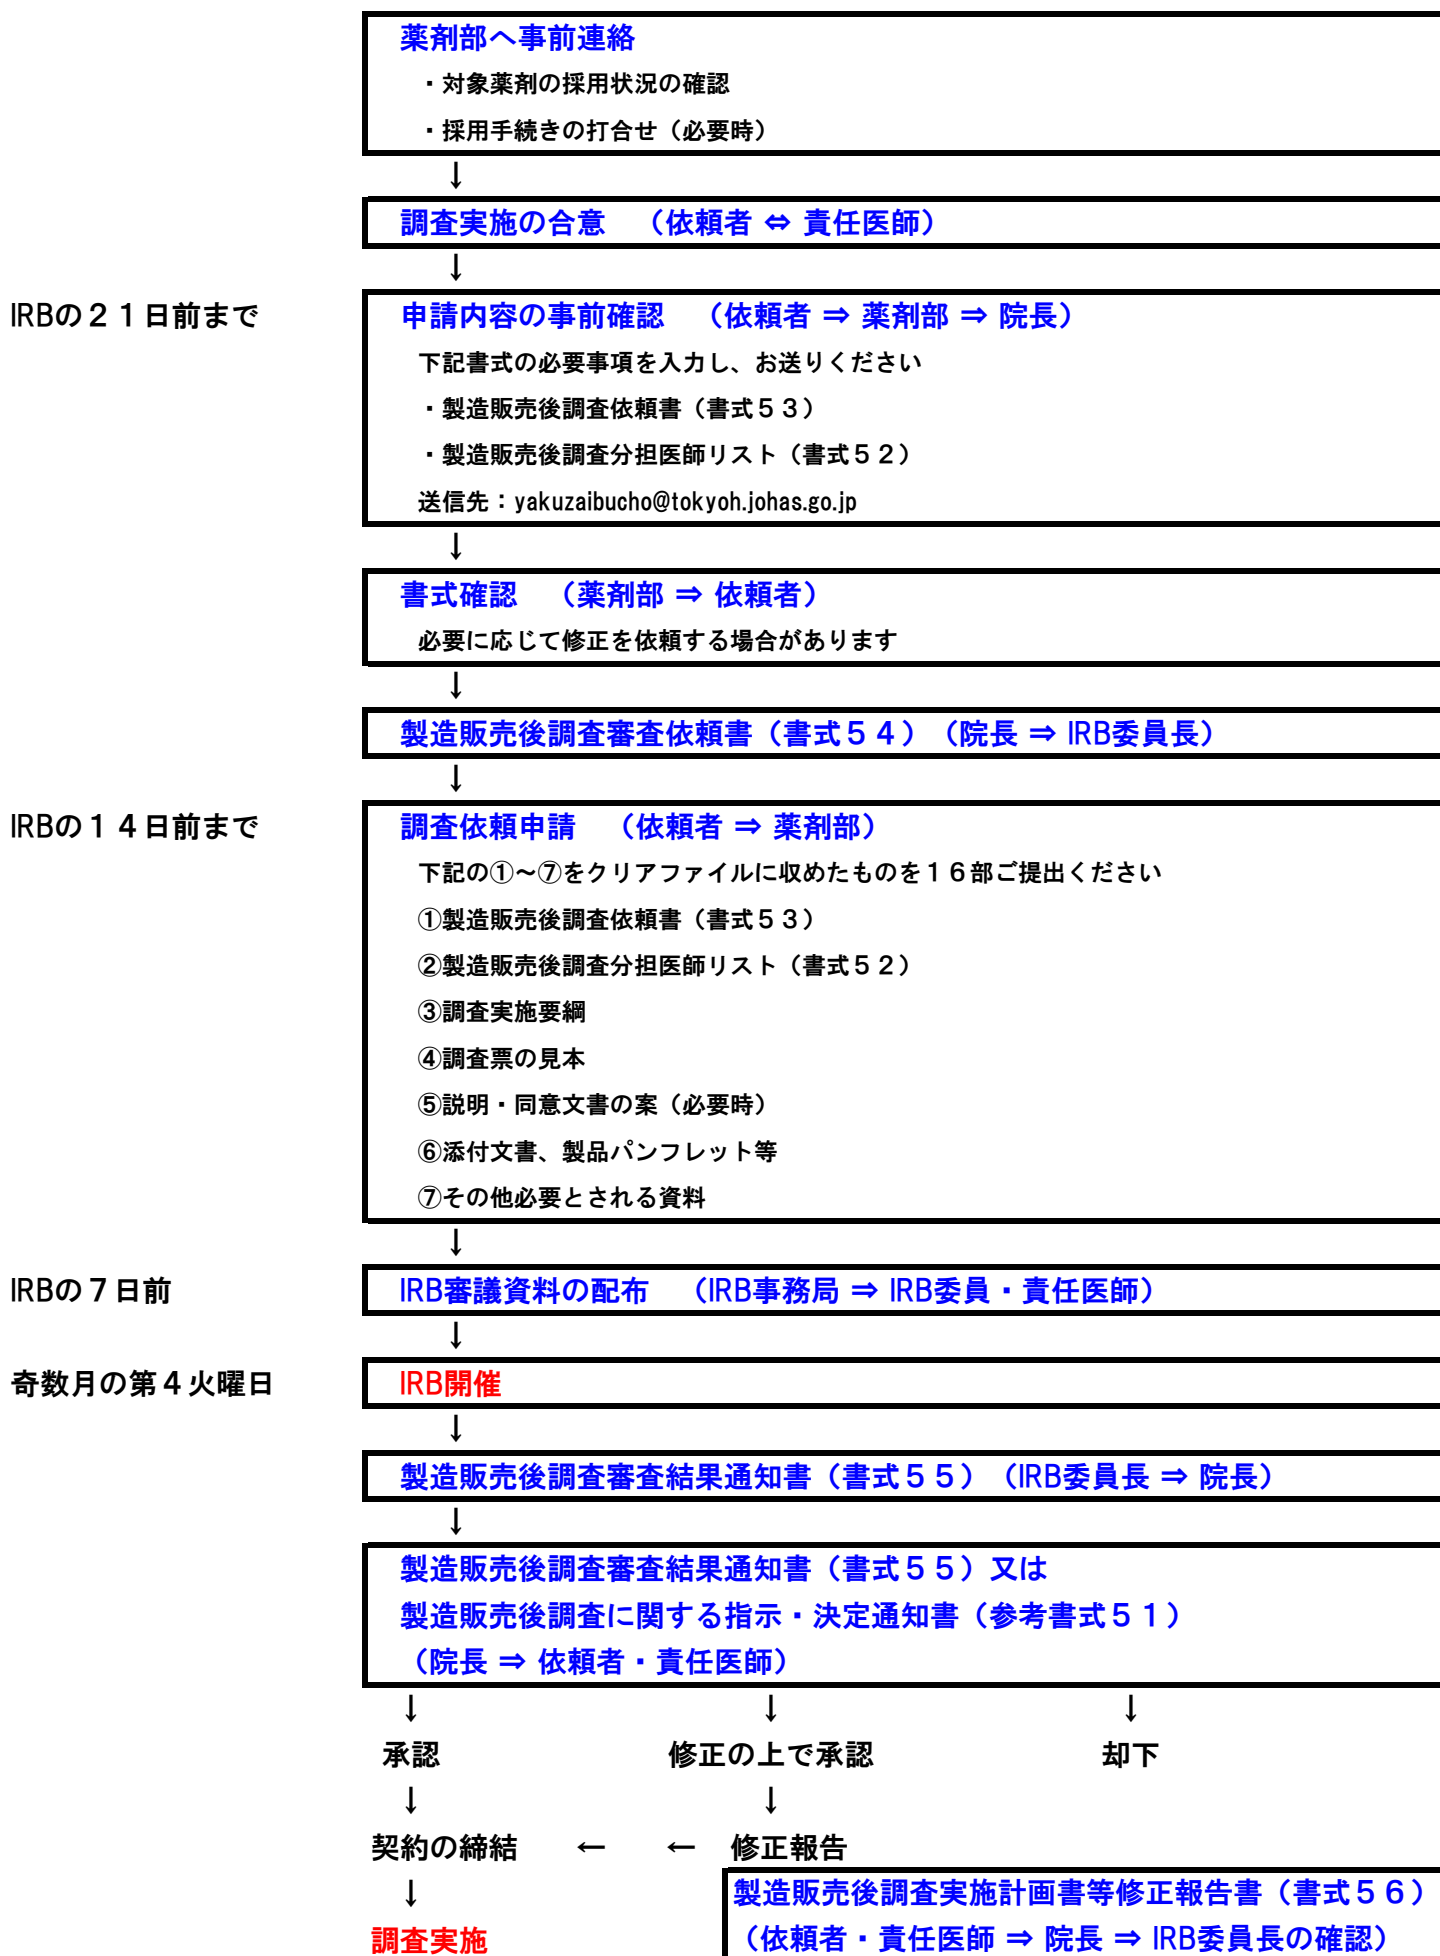 薬剤部へ事前連絡
・対象薬剤の採用状況の確認
・採用手続きの打合せ（必要時）
↓
調査実施の合意　（依頼者 ⇔ 責任医師）
↓
IRBの２１日前まで
申請内容の事前確認　（依頼者 ⇒ 薬剤部 ⇒ 院長）
下記書式の必要事項を入力し、お送りください
・製造販売後調査依頼書（書式５３）
・製造販売後調査分担医師リスト（書式５２）
送信先：yakuzaibucho@tokyoh.johas.go.jp
↓
書式確認　（薬剤部 ⇒ 依頼者）
必要に応じて修正を依頼する場合があります
↓
製造販売後調査審査依頼書（書式５４）（院長 ⇒ IRB委員長）
↓
IRBの１４日前まで
調査依頼申請　（依頼者 ⇒ 薬剤部）
下記の①～⑦をクリアファイルに収めたものを１６部ご提出ください
①製造販売後調査依頼書（書式５３）
②製造販売後調査分担医師リスト（書式５２）
③調査実施要綱
④調査票の見本
⑤説明・同意文書の案（必要時）
⑥添付文書、製品パンフレット等
⑦その他必要とされる資料
↓
IRBの７日前
IRB審議資料の配布　（IRB事務局 ⇒ IRB委員・責任医師）
↓
奇数月の第４火曜日
IRB開催
↓
製造販売後調査審査結果通知書（書式５５）（IRB委員長 ⇒ 院長）
↓
製造販売後調査審査結果通知書（書式５５）又は
製造販売後調査に関する指示・決定通知書（参考書式５１）
（院長 ⇒ 依頼者・責任医師）
↓　↓　↓
承認　修正の上で承認　却下
↓　↓
契約の締結　←　←　修正報告
↓
製造販売後調査実施計画書等修正報告書（書式５６）
調査実施
（依頼者・責任医師 ⇒ 院長 ⇒ IRB委員長の確認）